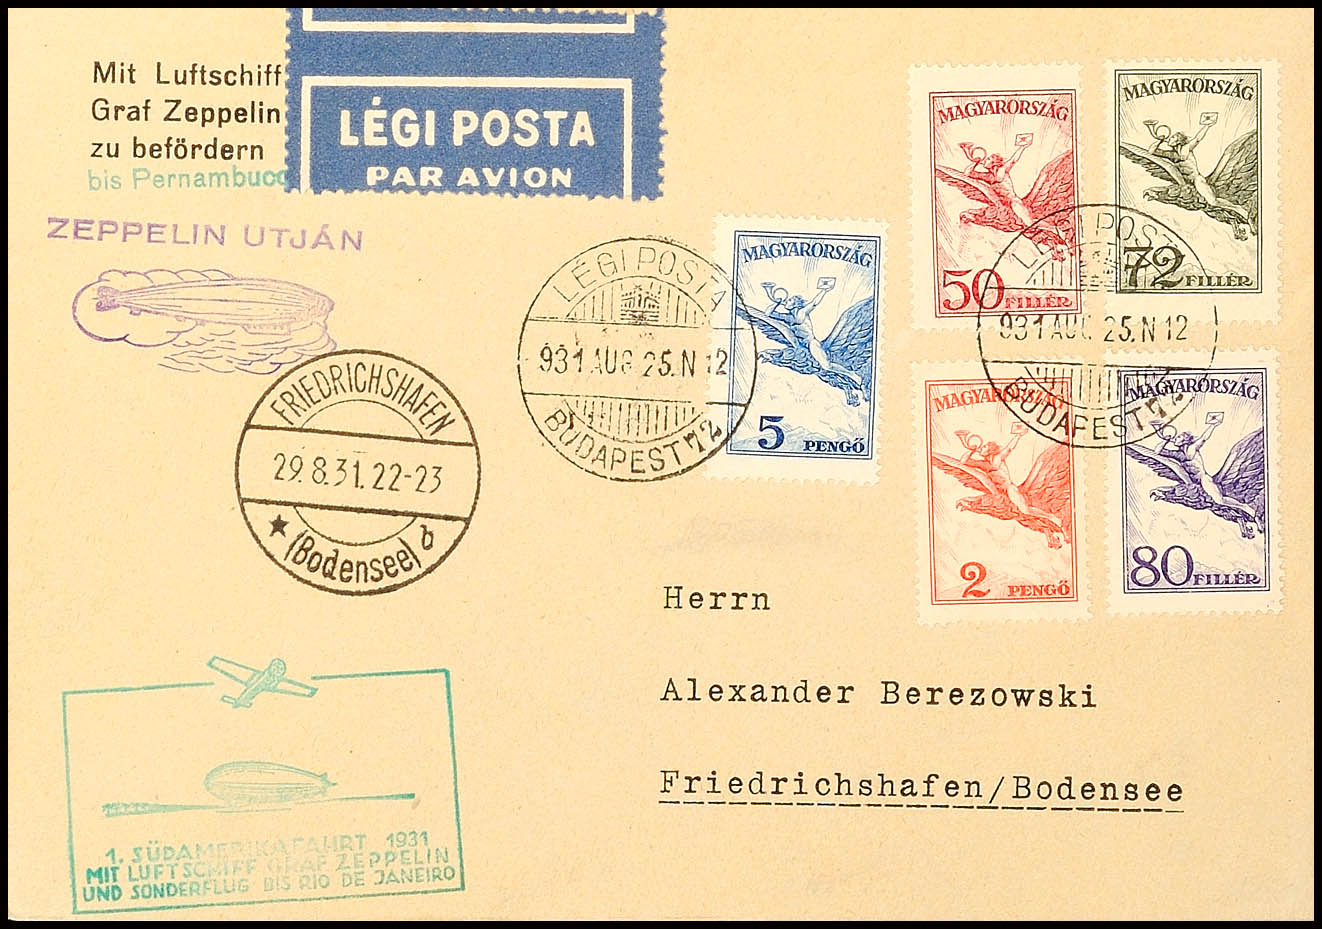 Mit Luftschiff
Graf Zeppelin
zu befördern
bis Pernambuco
LÉGI POSTA
PAR AVION
ZEPPELIN UTJÁN
FRIEDRICHSHAFEN
29.8.31.22-23
(Bodensee) d
LÉGI POSTA
931 AUG 25. N 12
BUDAPEST 72
MAGYARORSZÁG
5 PENGŐ
MAGYARORSZÁG
50 FILLÉR
MAGYARORSZÁG
72 FILLÉR
LÉGI POSTA
931 AUG 25. N 12
BUDAPEST 72
MAGYARORSZÁG
2 PENGŐ
MAGYARORSZÁG
80 FILLÉR
Herrn
Alexander Berezowski
Friedrichshafen/Bodensee
1. SÜDAMERIKAFAHRT 1931
MIT LUFTSCHIFF GRAF ZEPPELIN
UND SONDERFLUG BIS RIO DE JANEIRO